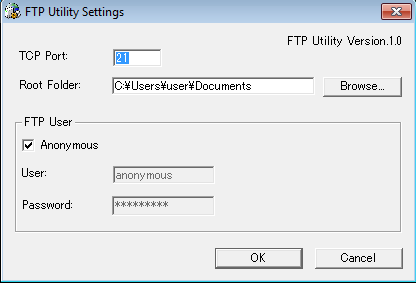 FTP Utility Settings
FTP Utility Version.1.0
TCP Port: 21
Root Folder: C:¥Users¥user¥Documents Browse...
FTP User
Anonymous
User: anonymous
Password: *********
OK Cancel